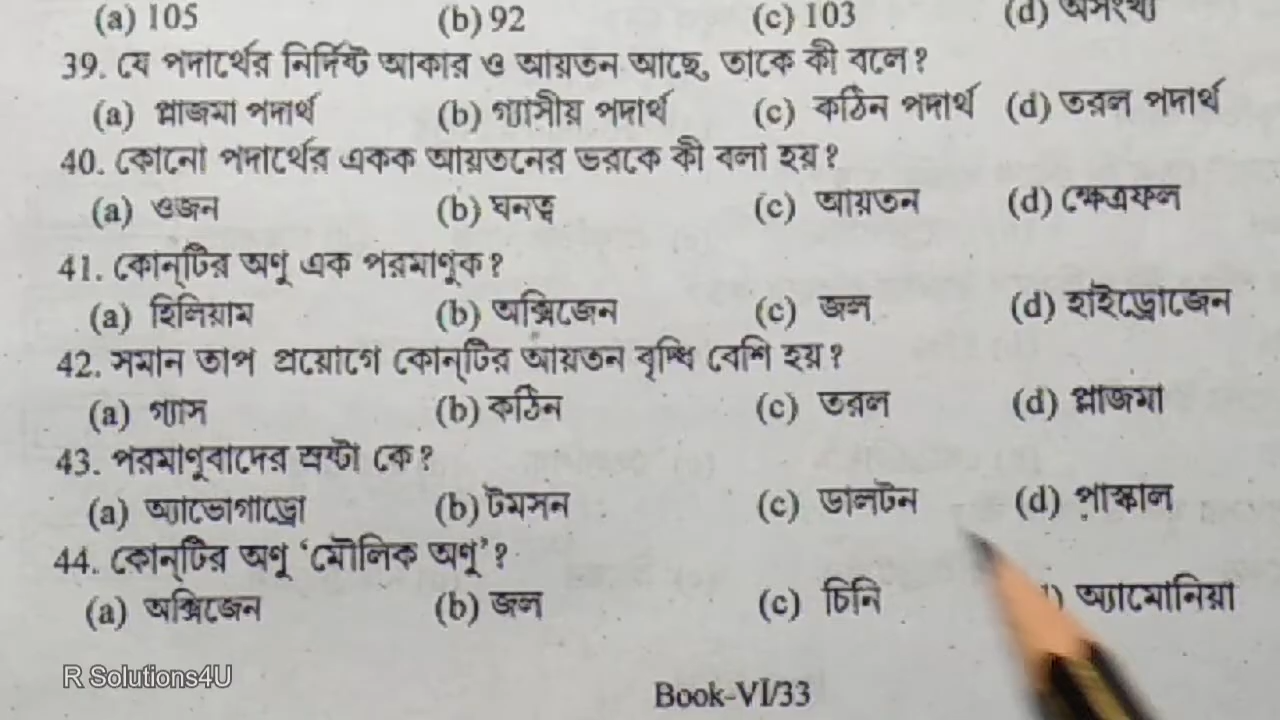 (a) 105 (b) 92 (c) 103 (d) অসংখ্য
39. যে পদার্থের নির্দিষ্ট আকার ও আয়তন আছে, তাকে কী বলে?
(a) প্লাজমা পদার্থ (b) গ্যাসীয় পদার্থ (c) কঠিন পদার্থ (d) তরল পদার্থ
40. কোনো পদার্থের একক আয়তনের ভরকে কী বলা হয়?
(a) ওজন (b) ঘনত্ব (c) আয়তন (d) ক্ষেত্রফল
41. কোন্‌টির অণু এক পরমাণুক?
(a) হিলিয়াম (b) অক্সিজেন (c) জল (d) হাইড্রোজেন
42. সমান তাপ প্রয়োগে কোন্‌টির আয়তন বৃদ্ধি বেশি হয়?
(a) গ্যাস (b) কঠিন (c) তরল (d) প্লাজমা
43. পরমাণুবাদের স্রষ্টা কে?
(a) অ্যাভোগাড্রো (b) টমসন (c) ডালটন (d) পাস্কাল
44. কোন্‌টির অণু ‘মৌলিক অণু’?
(a) অক্সিজেন (b) জল (c) চিনি ) অ্যামোনিয়া
R Solutions4U
Book-VI/33